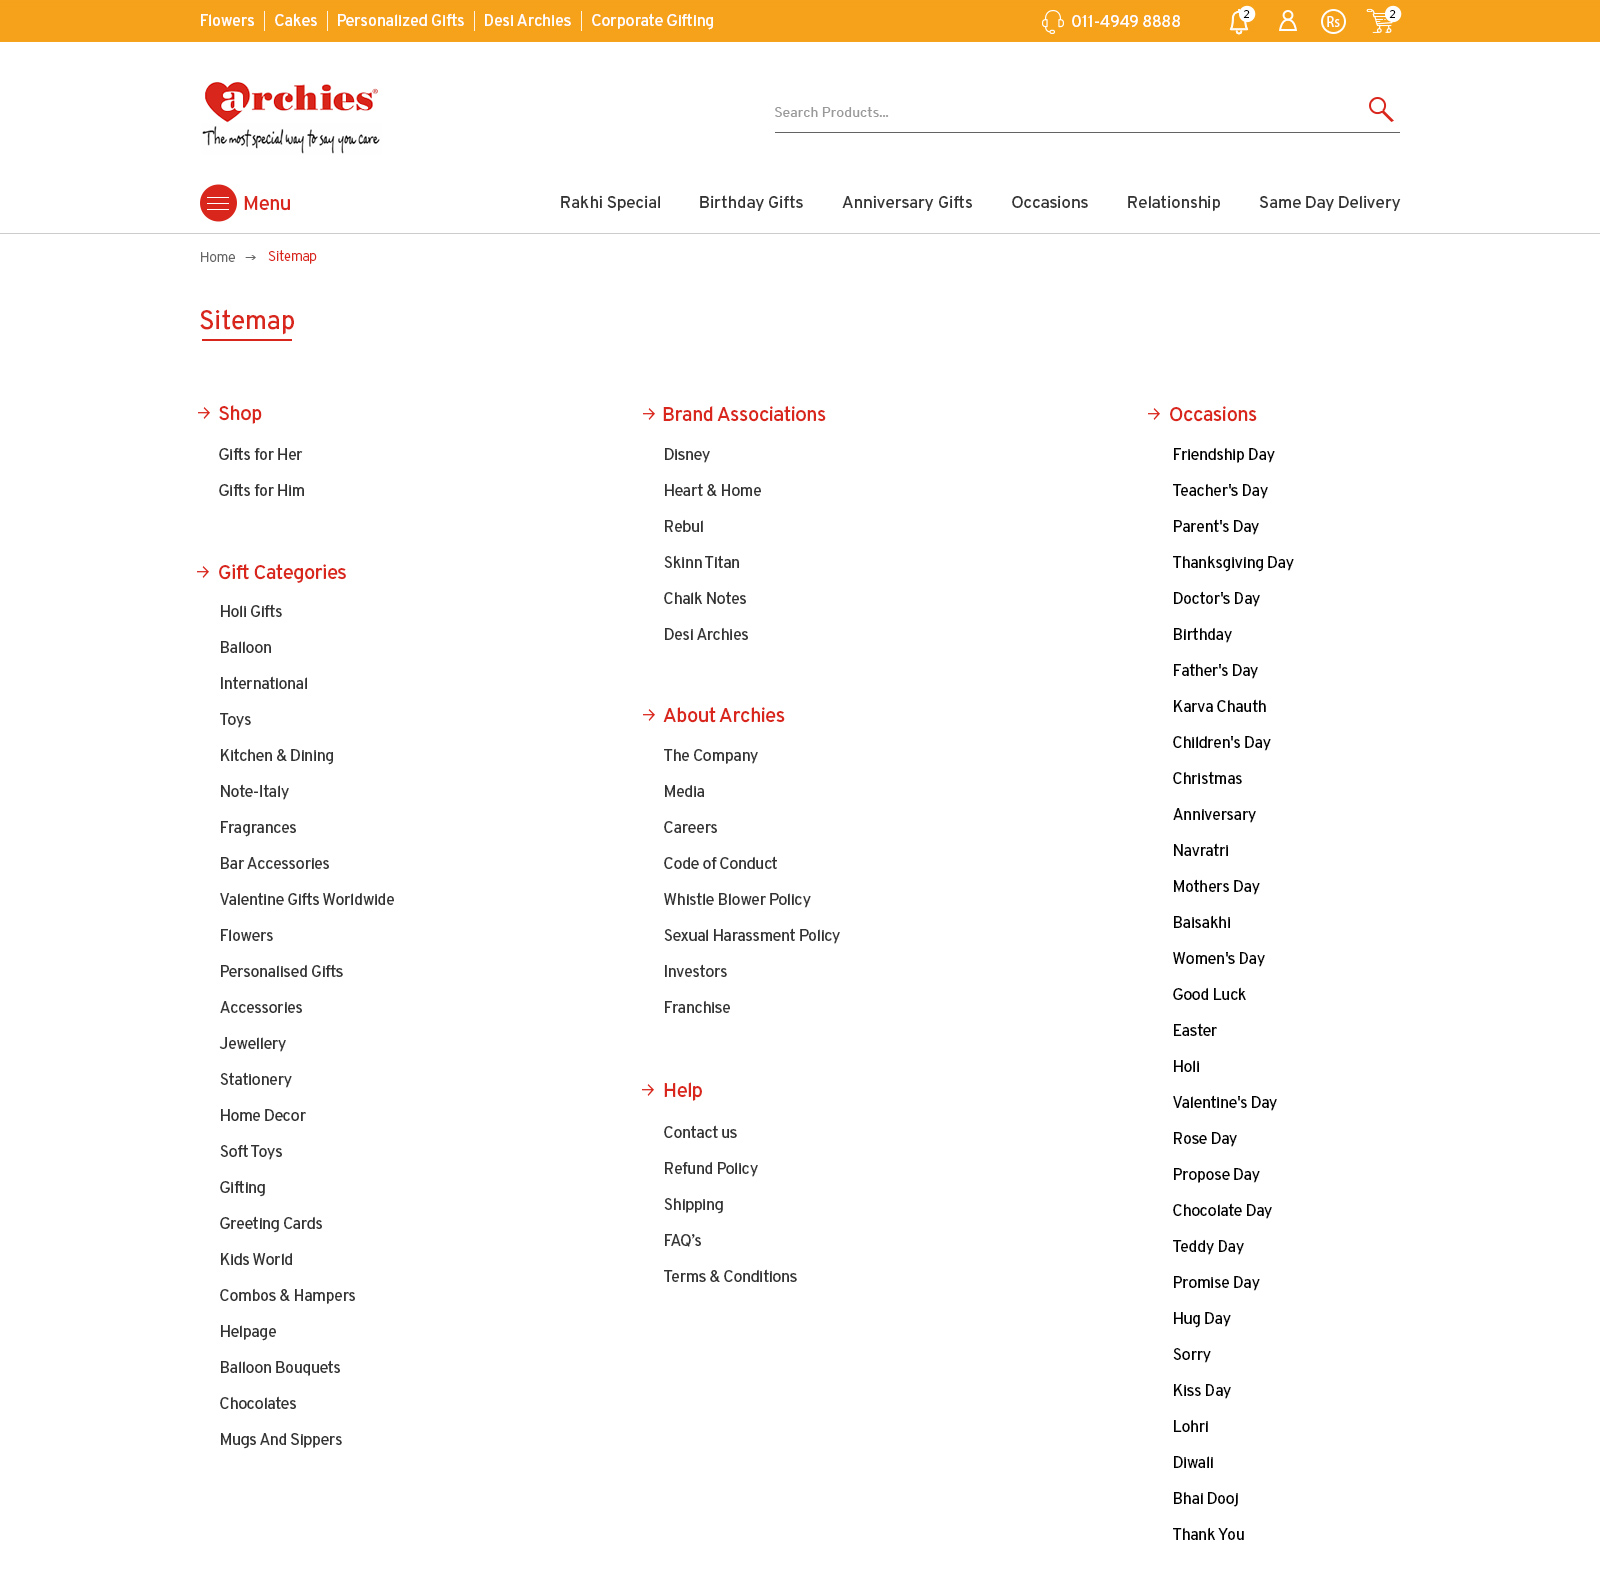 Flowers Cakes Personalized Gifts Desi Archies Corporate Gifting 011-4949 8888 2 Rs 2
archies®
The most special way to say you care
Search Products...
Menu Rakhi Special Birthday Gifts Anniversary Gifts Occasions Relationship Same Day Delivery
Home → Sitemap
Sitemap
Shop
Gifts for Her
Gifts for Him
Gift Categories
Holi Gifts
Balloon
International
Toys
Kitchen & Dining
Note-Italy
Fragrances
Bar Accessories
Valentine Gifts Worldwide
Flowers
Personalised Gifts
Accessories
Jewellery
Stationery
Home Decor
Soft Toys
Gifting
Greeting Cards
Kids World
Combos & Hampers
Helpage
Balloon Bouquets
Chocolates
Mugs And Sippers
Brand Associations
Disney
Heart & Home
Rebul
Skinn Titan
Chalk Notes
Desi Archies
About Archies
The Company
Media
Careers
Code of Conduct
Whistle Blower Policy
Sexual Harassment Policy
Investors
Franchise
Help
Contact us
Refund Policy
Shipping
FAQ’s
Terms & Conditions
Occasions
Friendship Day
Teacher's Day
Parent's Day
Thanksgiving Day
Doctor's Day
Birthday
Father's Day
Karva Chauth
Children's Day
Christmas
Anniversary
Navratri
Mothers Day
Baisakhi
Women's Day
Good Luck
Easter
Holi
Valentine's Day
Rose Day
Propose Day
Chocolate Day
Teddy Day
Promise Day
Hug Day
Sorry
Kiss Day
Lohri
Diwali
Bhai Dooj
Thank You